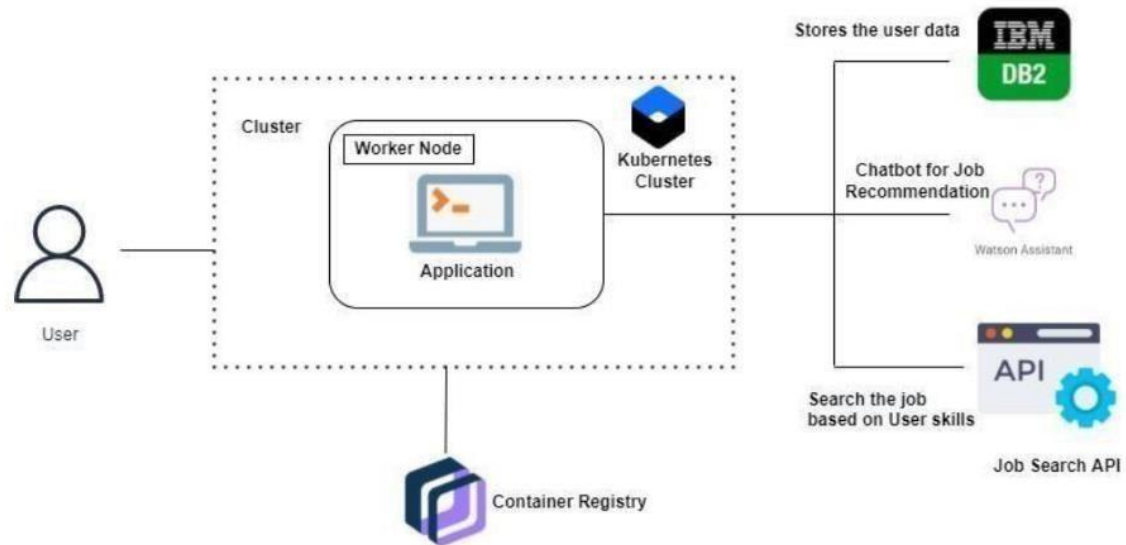 Stores the user data
IBM
DB2
Cluster
Worker Node
Kubernetes
Cluster
Application
Chatbot for Job
Recommendation
?
Watson Assistant
User
API
Search the job
based on User skills
Job Search API
Container Registry